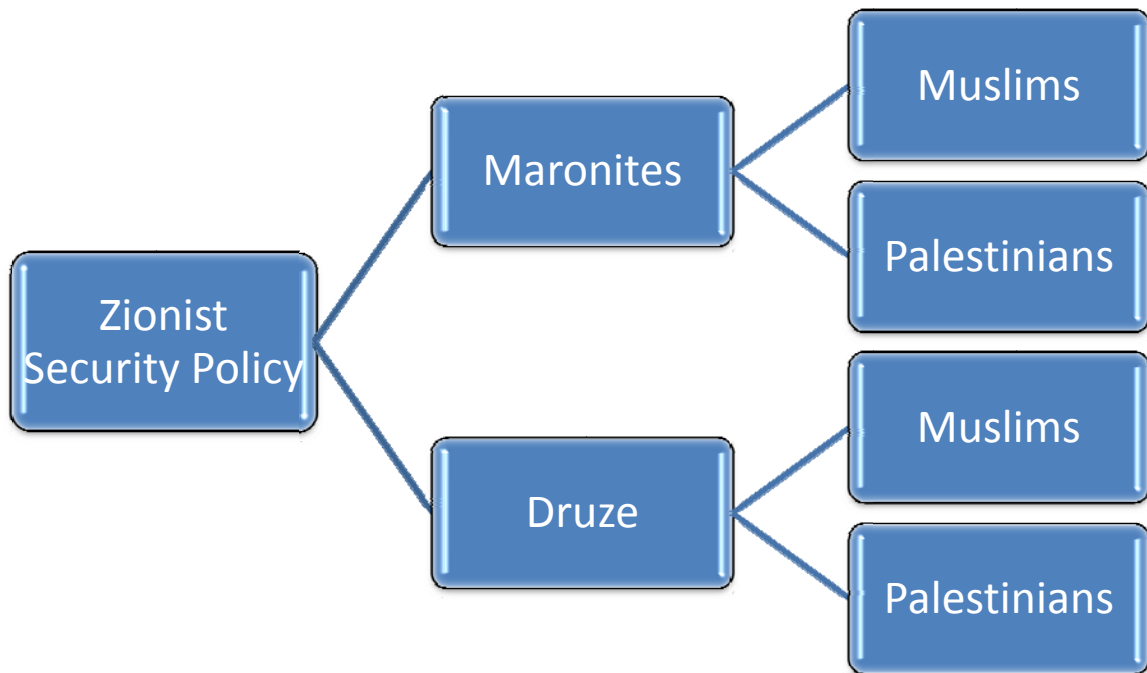 Zionist
Security Policy
Maronites
Muslims
Palestinians
Druze
Muslims
Palestinians